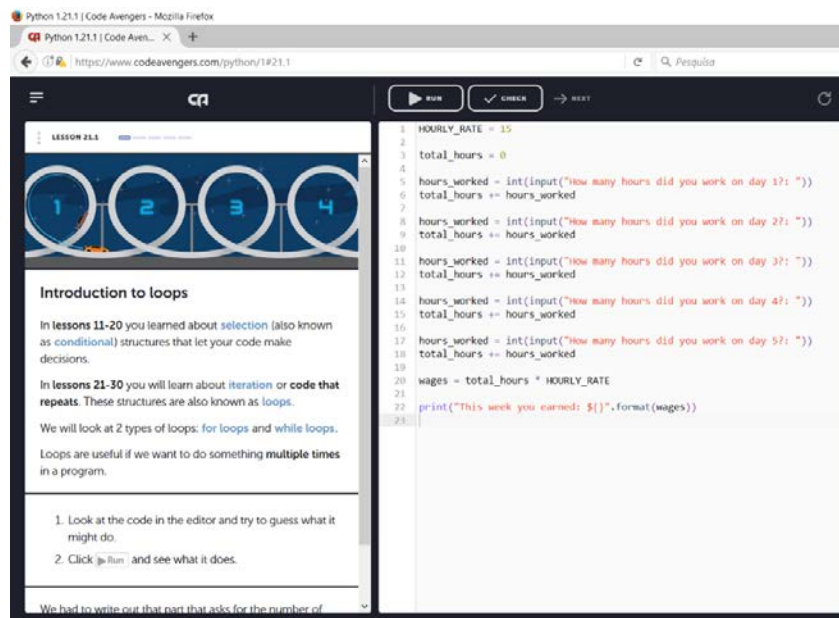 Python 1.21.1 | Code Avengers - Mozilla Firefox
Python 1.21.1 | Code Aven... × +
https://www.codeavengers.com/python/1#21.1
Pesquisa
CA
RUN
CHECK
NEXT
LESSON 21.1
1 2 3 4
Introduction to loops
In lessons 11-20 you learned about selection (also known
as conditional) structures that let your code make
decisions.
In lessons 21-30 you will learn about iteration or code that
repeats. These structures are also known as loops.
We will look at 2 types of loops: for loops and while loops.
Loops are useful if we want to do something multiple times
in a program.
1. Look at the code in the editor and try to guess what it
might do.
2. Click Run and see what it does.
We had to write out that part that asks for the number of
1 HOURLY_RATE = 15
2
3 total_hours = 0
4
5 hours_worked = int(input("How many hours did you work on day 1?: "))
6 total_hours += hours_worked
7
8 hours_worked = int(input("How many hours did you work on day 2?: "))
9 total_hours += hours_worked
10
11 hours_worked = int(input("How many hours did you work on day 3?: "))
12 total_hours += hours_worked
13
14 hours_worked = int(input("How many hours did you work on day 4?: "))
15 total_hours += hours_worked
16
17 hours_worked = int(input("How many hours did you work on day 5?: "))
18 total_hours += hours_worked
19
20 wages = total_hours * HOURLY_RATE
21
22 print("This week you earned: ${}".format(wages))
23